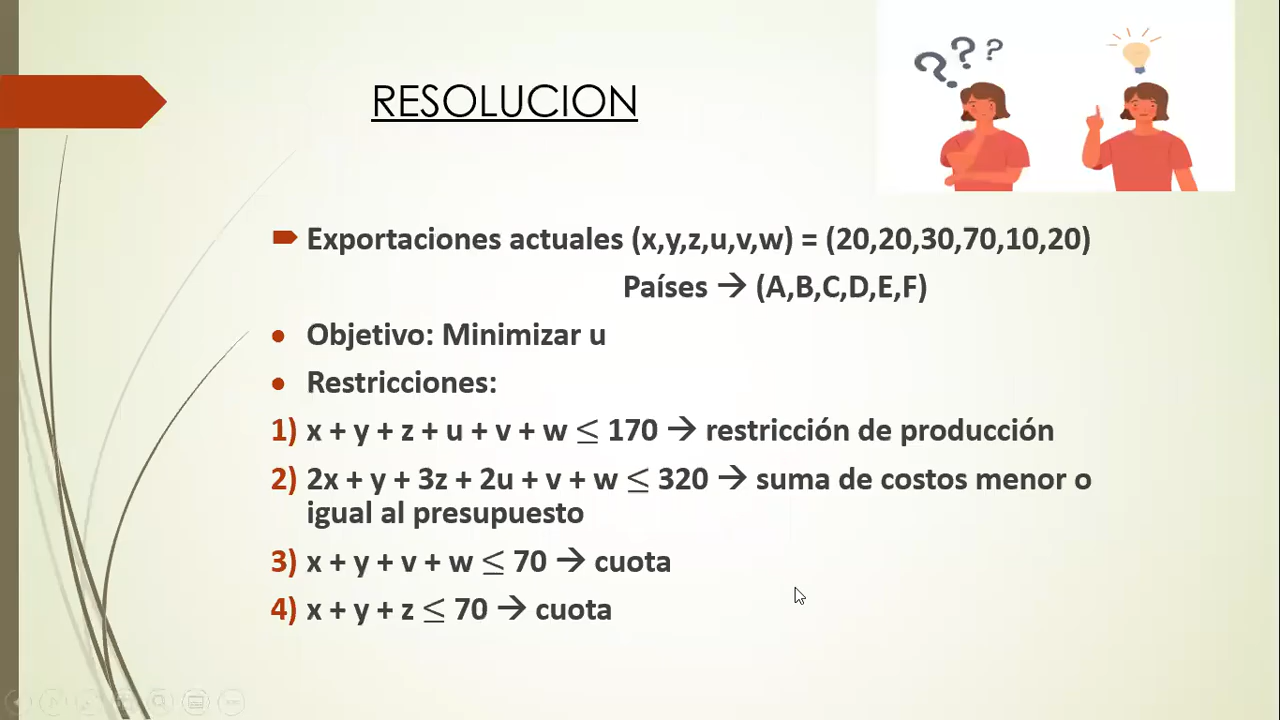 RESOLUCION
? ? ?
Exportaciones actuales (x,y,z,u,v,w) = (20,20,30,70,10,20)
Países → (A,B,C,D,E,F)
• Objetivo: Minimizar u
• Restricciones:
1) x + y + z + u + v + w ≤ 170 → restricción de producción
2) 2x + y + 3z + 2u + v + w ≤ 320 → suma de costos menor o
igual al presupuesto
3) x + y + v + w ≤ 70 → cuota
4) x + y + z ≤ 70 → cuota